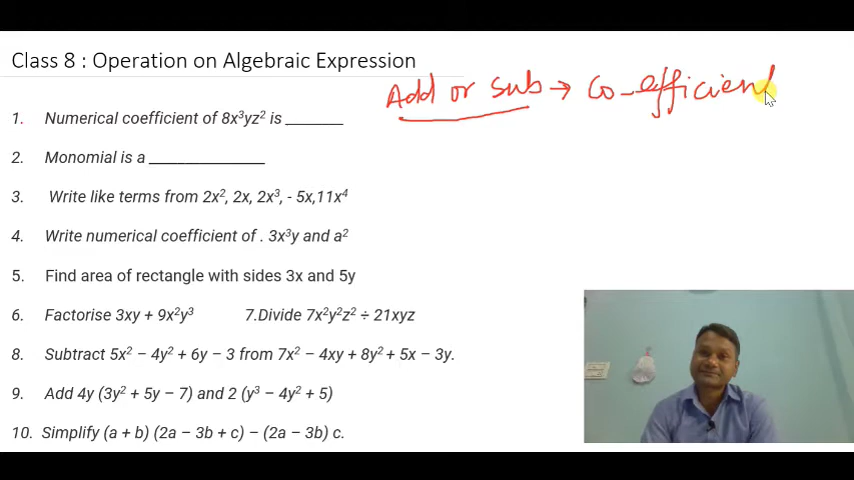 Class 8 : Operation on Algebraic Expression
Add or sub → Co-efficient
1. Numerical coefficient of 8x³yz² is ______
2. Monomial is a ____________
3. Write like terms from 2x², 2x, 2x³, - 5x,11x⁴
4. Write numerical coefficient of . 3x³y and a²
5. Find area of rectangle with sides 3x and 5y
6. Factorise 3xy + 9x²y³ 7.Divide 7x²y²z² ÷ 21xyz
8. Subtract 5x² – 4y² + 6y – 3 from 7x² – 4xy + 8y² + 5x – 3y.
9. Add 4y (3y² + 5y – 7) and 2 (y³ – 4y² + 5)
10. Simplify (a + b) (2a – 3b + c) – (2a – 3b) c.